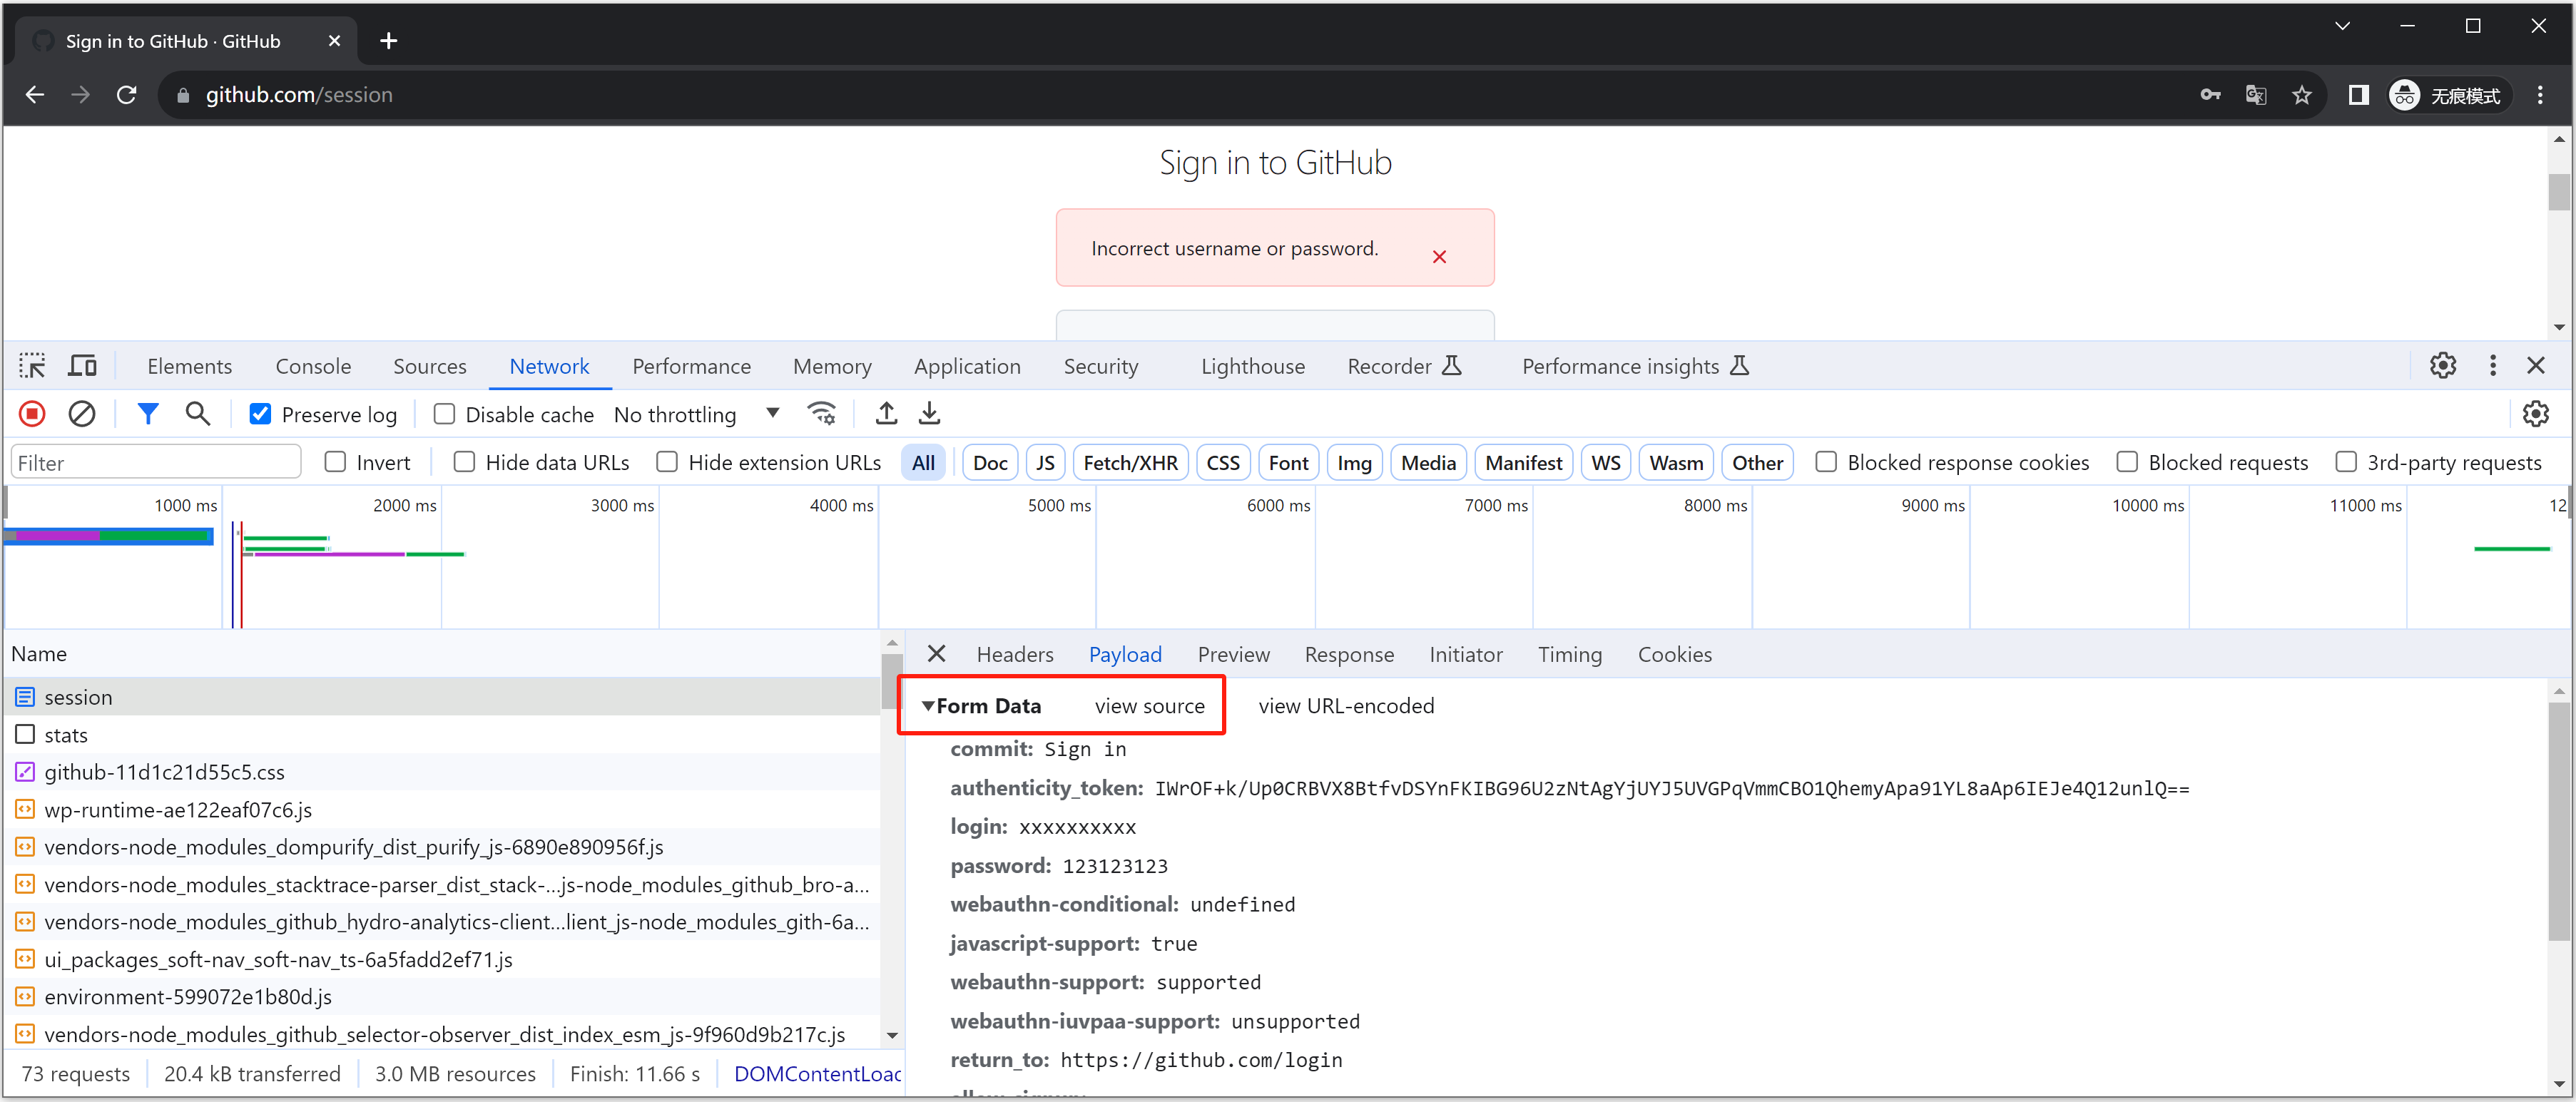 Sign in to GitHub · GitHub
github.com/session
无痕模式
Sign in to GitHub
Incorrect username or password.
Elements Console Sources Network Performance Memory Application Security Lighthouse Recorder Performance insights
Preserve log Disable cache No throttling
Filter Invert Hide data URLs Hide extension URLs All Doc JS Fetch/XHR CSS Font Img Media Manifest WS Wasm Other Blocked response cookies Blocked requests 3rd-party requests
1000 ms 2000 ms 3000 ms 4000 ms 5000 ms 6000 ms 7000 ms 8000 ms 9000 ms 10000 ms 11000 ms 12
Name
session
stats
github-11d1c21d55c5.css
wp-runtime-ae122eaf07c6.js
vendors-node_modules_dompurify_dist_purify_js-6890e890956f.js
vendors-node_modules_stacktrace-parser_dist_stack-...js-node_modules_github_bro-a...
vendors-node_modules_github_hydro-analytics-client...lient_js-node_modules_gith-6a...
ui_packages_soft-nav_soft-nav_ts-6a5fadd2ef71.js
environment-599072e1b80d.js
vendors-node_modules_github_selector-observer_dist_index_esm_js-9f960d9b217c.js
73 requests 20.4 kB transferred 3.0 MB resources Finish: 11.66 s DOMContentLoad
Headers Payload Preview Response Initiator Timing Cookies
Form Data view source view URL-encoded
commit: Sign in
authenticity_token: IWrOF+k/Up0CRBVX8BtfvDSYnFKIBG96U2zNtAgYjUYJ5UVGPqVmmCBO1QhemyApa91YL8aAp6IEJe4Q12unlQ==
login: xxxxxxxxxx
password: 123123123
webauthn-conditional: undefined
javascript-support: true
webauthn-support: supported
webauthn-iuvpaa-support: unsupported
return_to: https://github.com/login